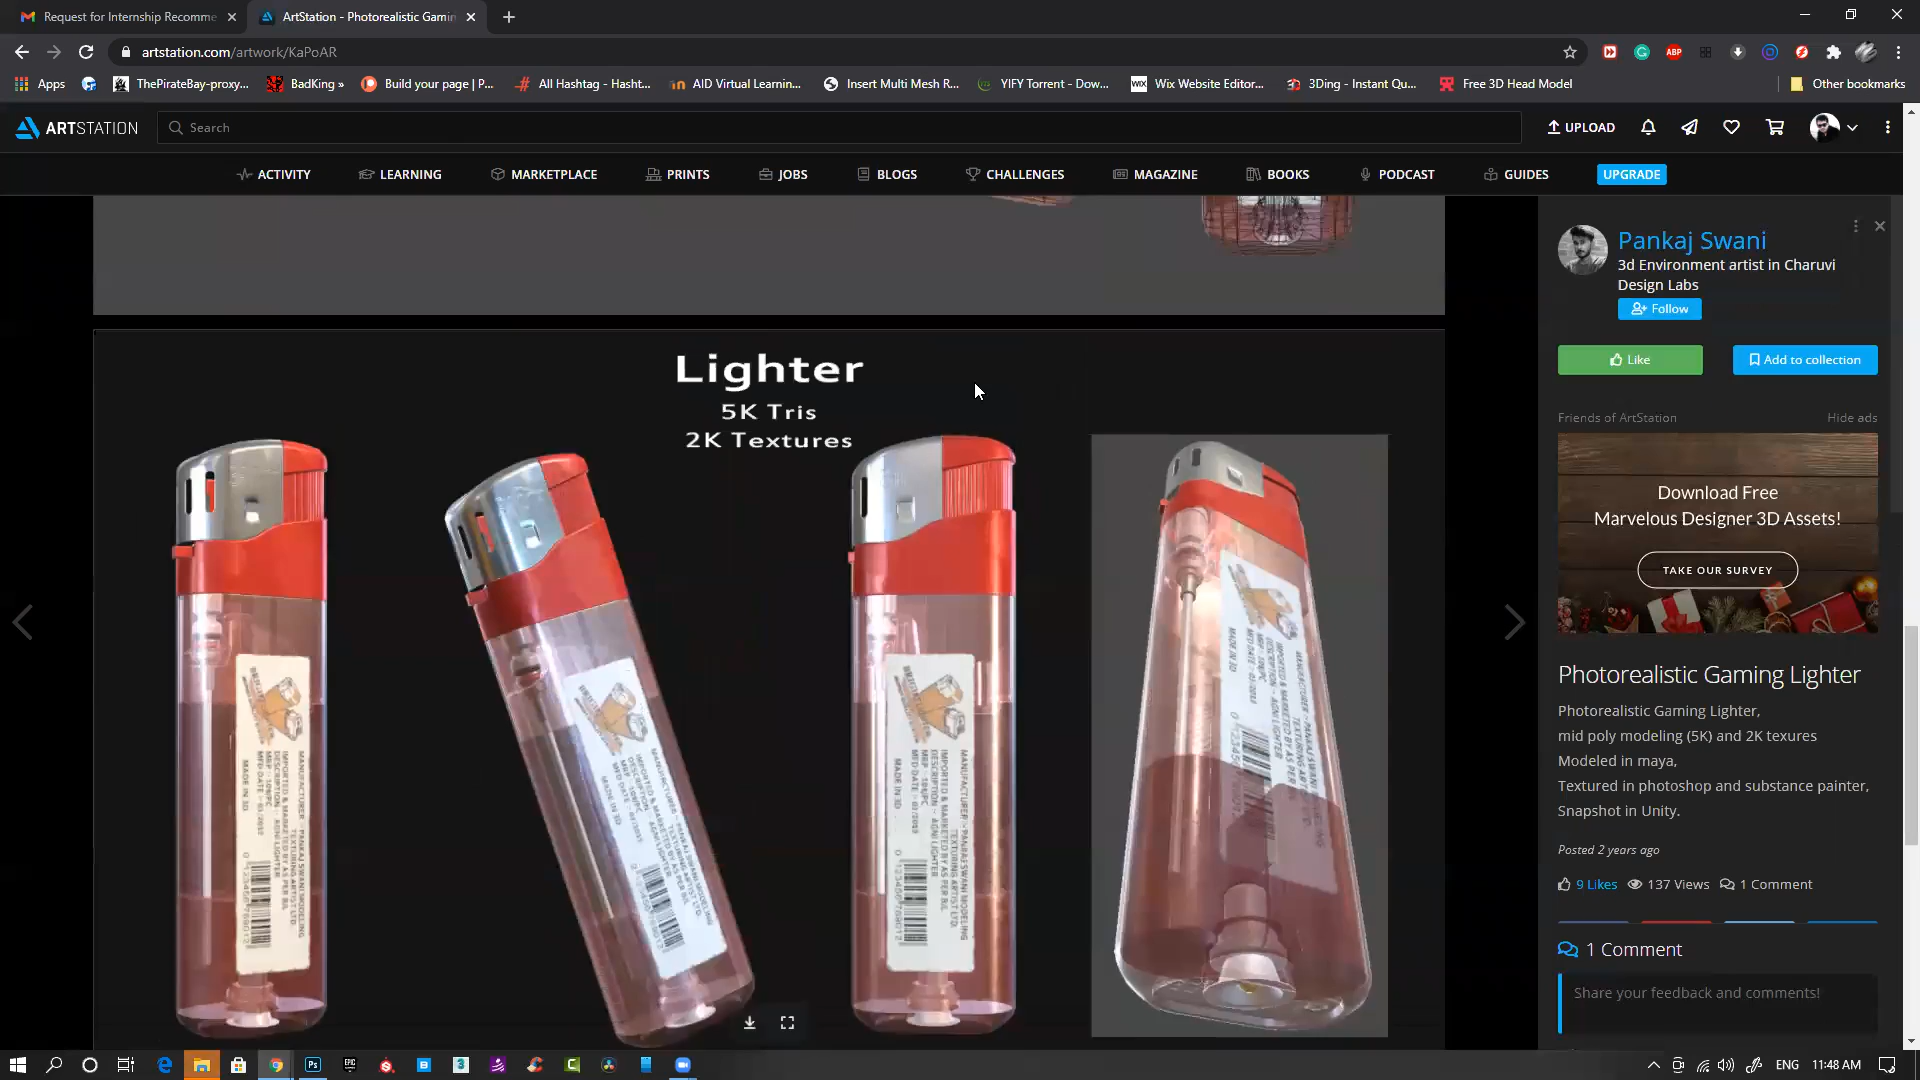 Request for Internship Recomme
ArtStation - Photorealistic Gamin
artstation.com/artwork/KaPoAR
ABP
Apps
ThePirateBay-proxy...
BadKing »
Build your page | P...
All Hashtag - Hasht...
AID Virtual Learnin...
Insert Multi Mesh R...
YIFY Torrent - Dow...
WIX
Wix Website Editor...
3Ding - Instant Qu...
Free 3D Head Model
Other bookmarks
ARTSTATION
Search
UPLOAD
ACTIVITY
LEARNING
MARKETPLACE
PRINTS
JOBS
BLOGS
CHALLENGES
MAGAZINE
BOOKS
PODCAST
GUIDES
UPGRADE
Lighter
5K Tris
2K Textures
MADE IN 3D
Pankaj Swani
3d Environment artist in Charuvi
Design Labs
Follow
Like
Add to collection
Friends of ArtStation
Hide ads
Download Free
Marvelous Designer 3D Assets!
TAKE OUR SURVEY
Photorealistic Gaming Lighter
Photorealistic Gaming Lighter,
mid poly modeling (5K) and 2K texures
Modeled in maya,
Textured in photoshop and substance painter,
Snapshot in Unity.
Posted 2 years ago
9 Likes
137 Views
1 Comment
1 Comment
Share your feedback and comments!
Ps
EPIC
ENG
11:48 AM